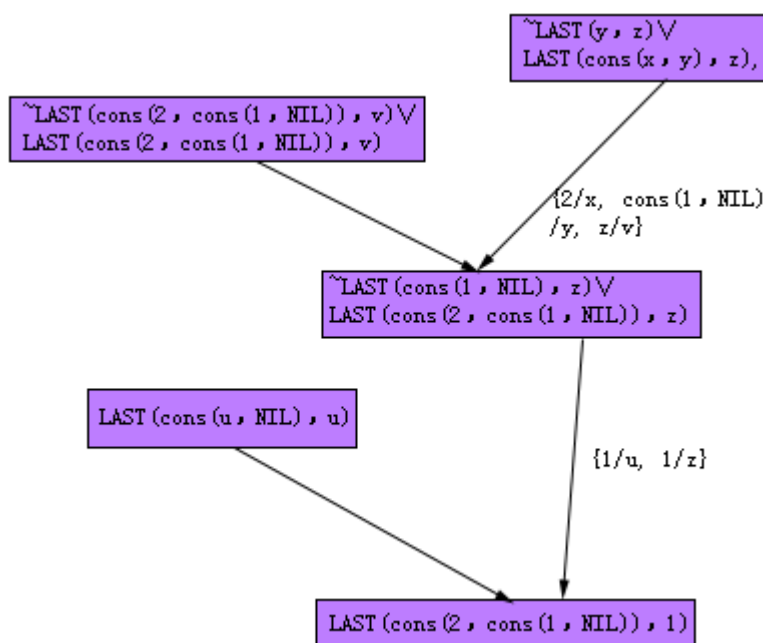 ~LAST(y，z)∨
LAST(cons(x，y)，z),
~LAST(cons(2，cons(1，NIL))，v)∨
LAST(cons(2，cons(1，NIL))，v)
{2/x, cons(1，NIL)
/y, z/v}
~LAST(cons(1，NIL)，z)∨
LAST(cons(2，cons(1，NIL))，z)
LAST(cons(u，NIL)，u)
{1/u, 1/z}
LAST(cons(2，cons(1，NIL))，1)